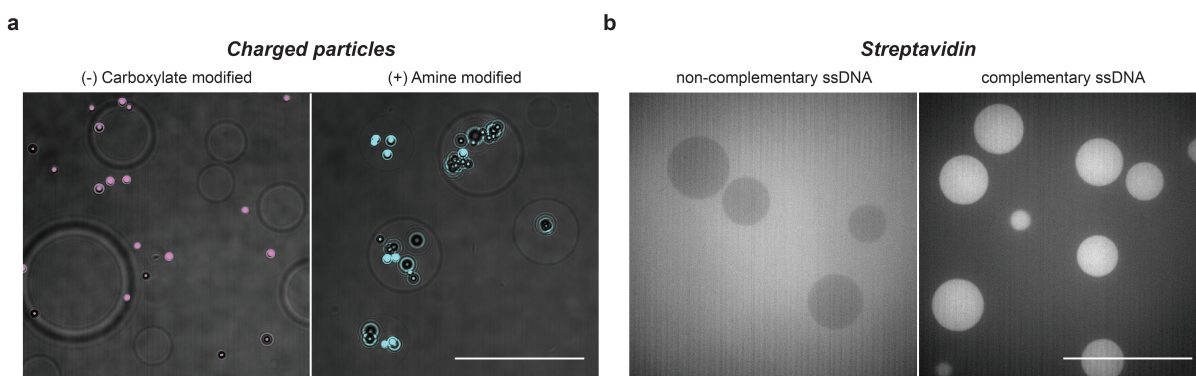 a
Charged particles
(-) Carboxylate modified
(+) Amine modified
b
Streptavidin
non-complementary ssDNA
complementary ssDNA